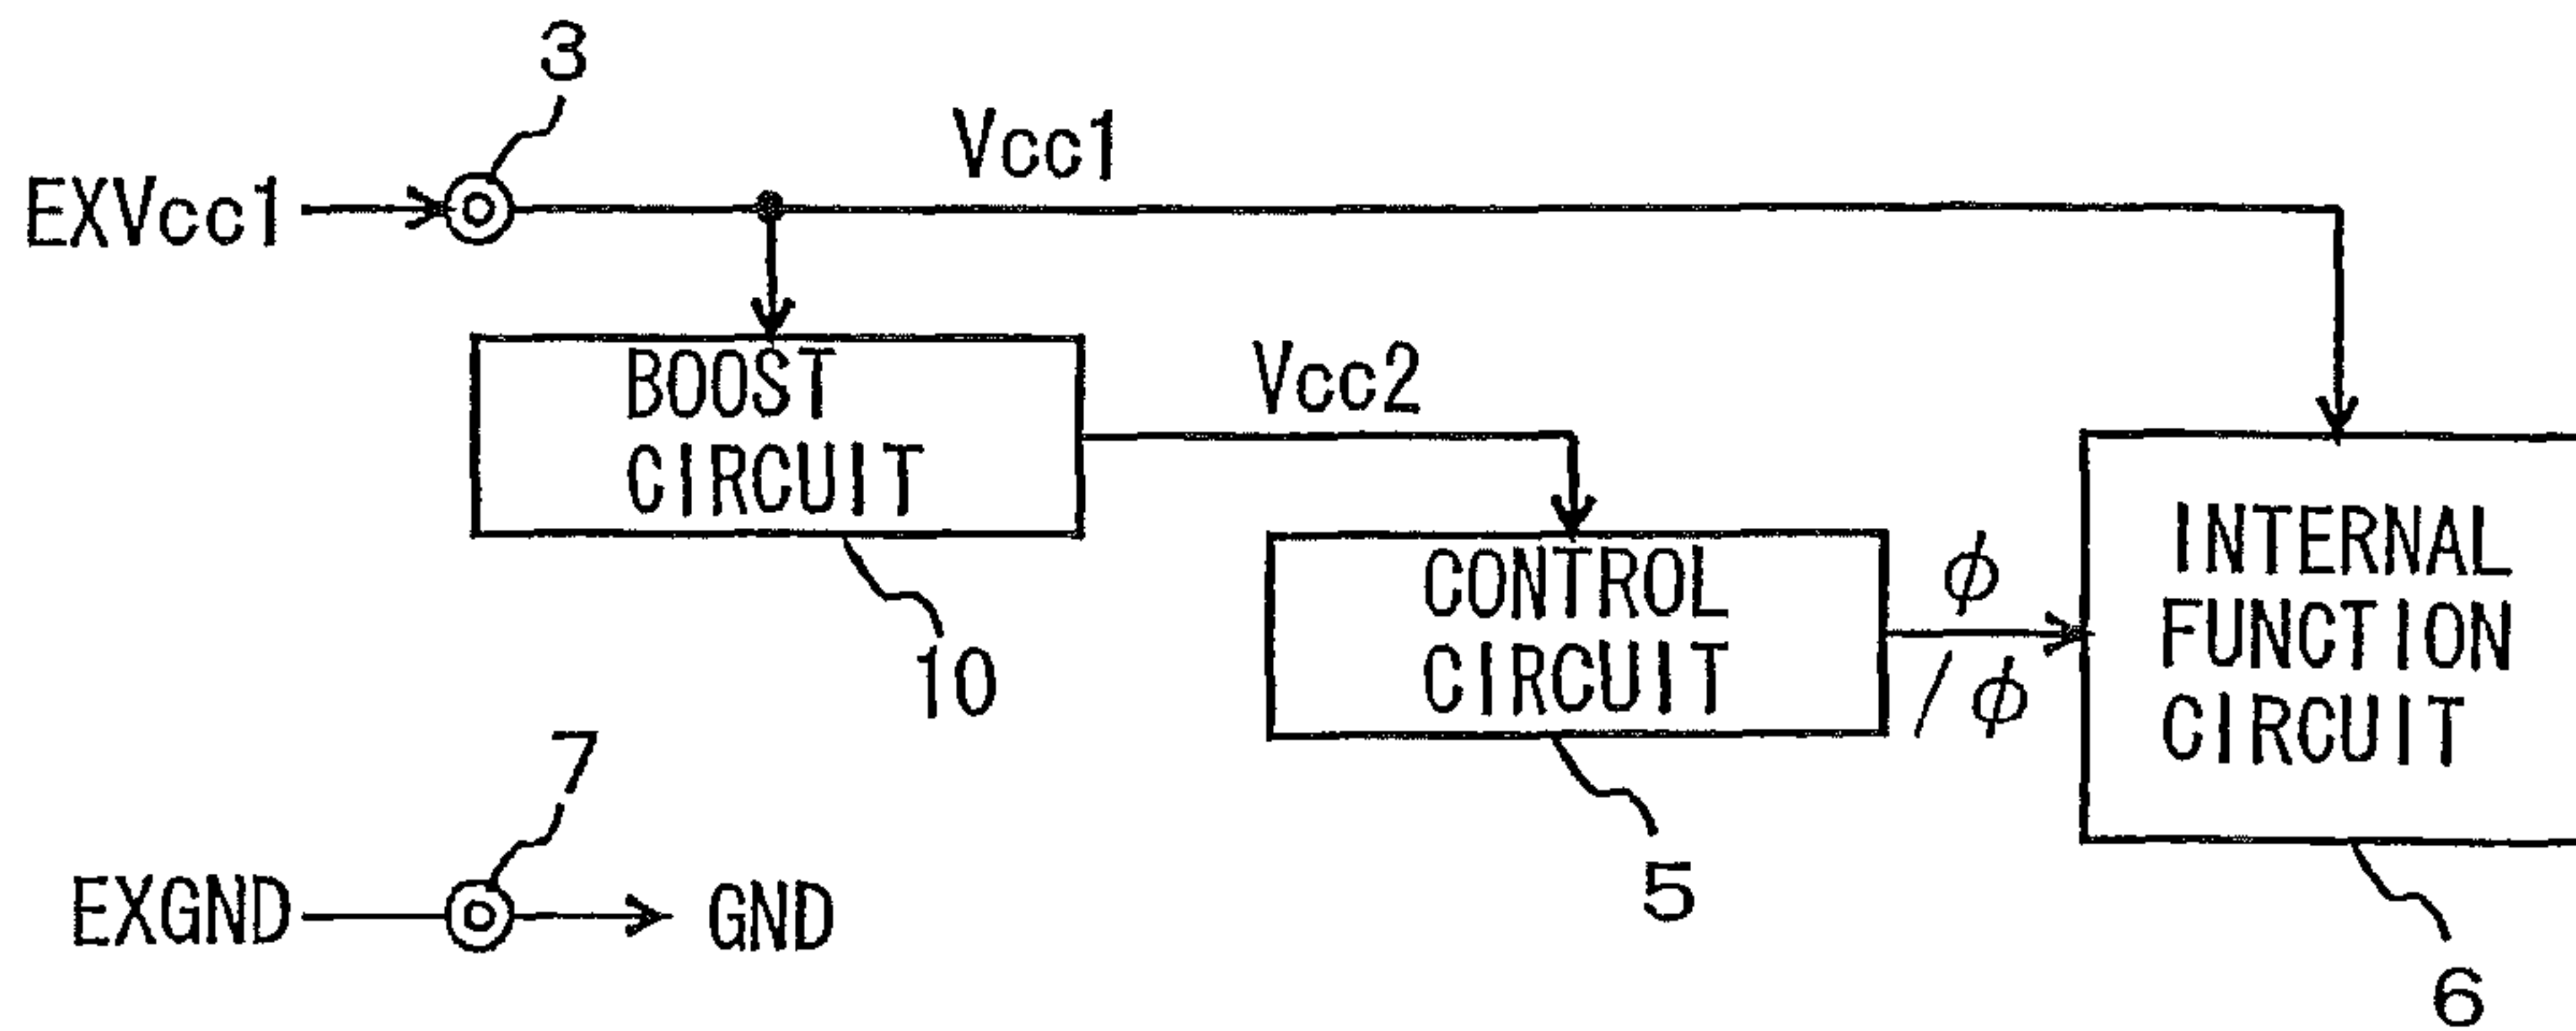 3
EXVcc1
Vcc1
BOOST
CIRCUIT
10
Vcc2
CONTROL
CIRCUIT
5
φ
/φ
INTERNAL
FUNCTION
CIRCUIT
6
7
EXGND
GND